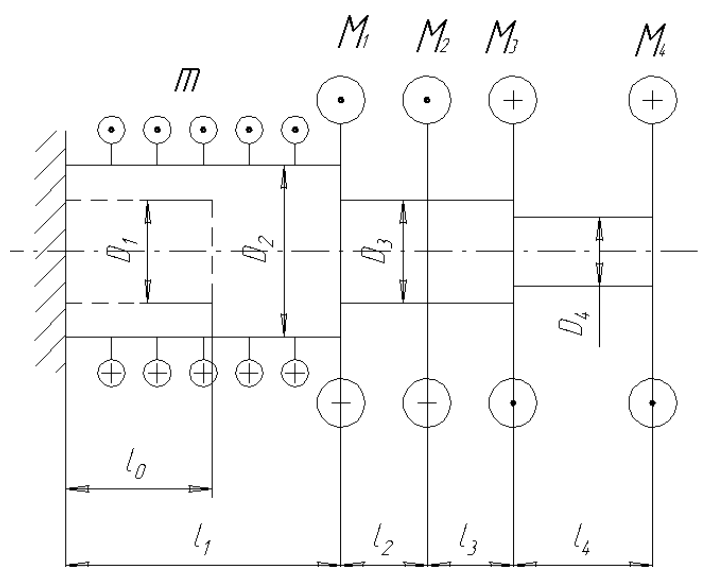 M₁ M₂ M₃ M₄
m
D₁ D₂ D₃ D₄
l₀
l₁ l₂ l₃ l₄